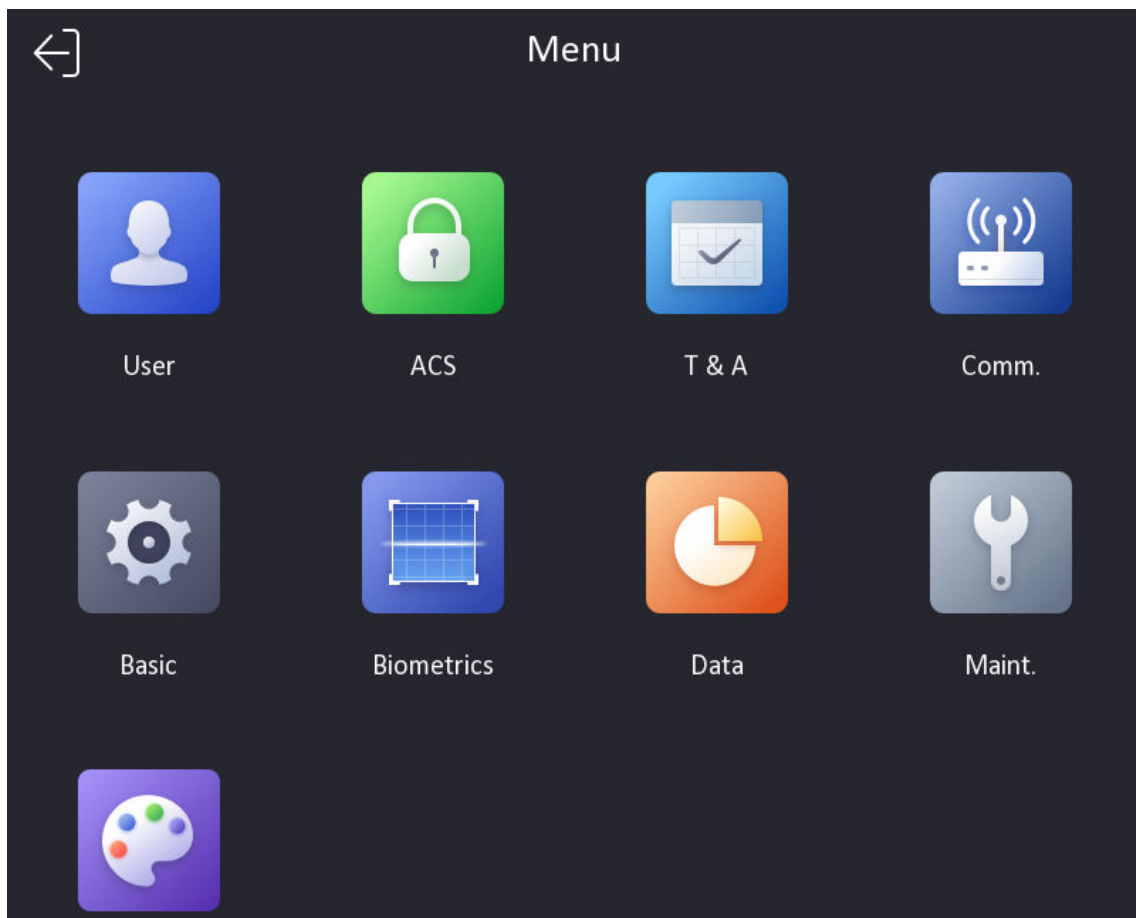 Menu
User
ACS
T & A
Comm.
Basic
Biometrics
Data
Maint.